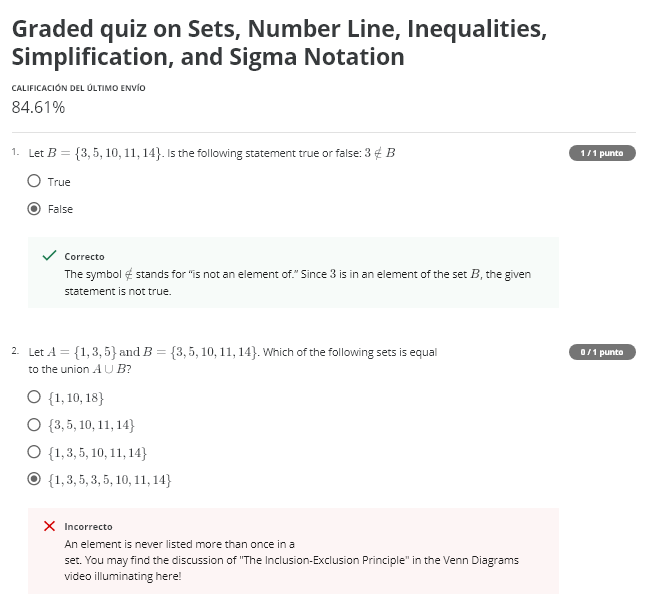 Graded quiz on Sets, Number Line, Inequalities,
Simplification, and Sigma Notation
CALIFICACIÓN DEL ÚLTIMO ENVÍO
84.61%
1. Let B = {3, 5, 10, 11, 14}. Is the following statement true or false: 3 ∉ B
1 / 1 punto
True
False
Correcto
The symbol ∉ stands for “is not an element of.” Since 3 is in an element of the set B, the given
statement is not true.
2. Let A = {1, 3, 5} and B = {3, 5, 10, 11, 14}. Which of the following sets is equal
0 / 1 punto
to the union A ∪ B?
{1, 10, 18}
{3, 5, 10, 11, 14}
{1, 3, 5, 10, 11, 14}
{1, 3, 5, 3, 5, 10, 11, 14}
Incorrecto
An element is never listed more than once in a
set. You may find the discussion of "The Inclusion-Exclusion Principle" in the Venn Diagrams
video illuminating here!